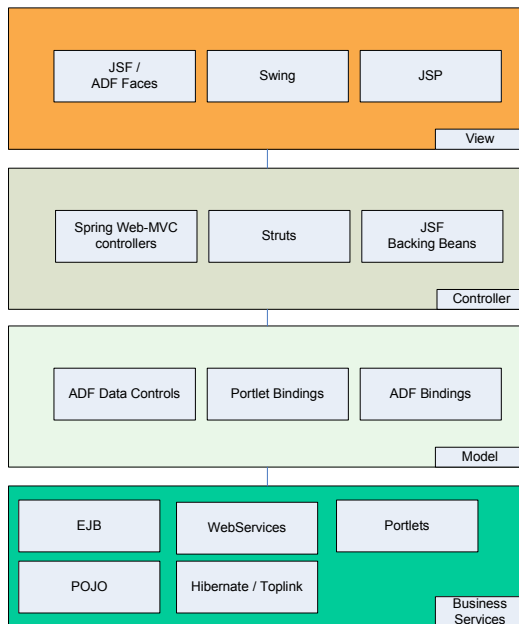 JSF /
ADF Faces
Swing
JSP
View
Spring Web-MVC
controllers
Struts
JSF
Backing Beans
Controller
ADF Data Controls
Portlet Bindings
ADF Bindings
Model
EJB
WebServices
Portlets
POJO
Hibernate / Toplink
Business
Services